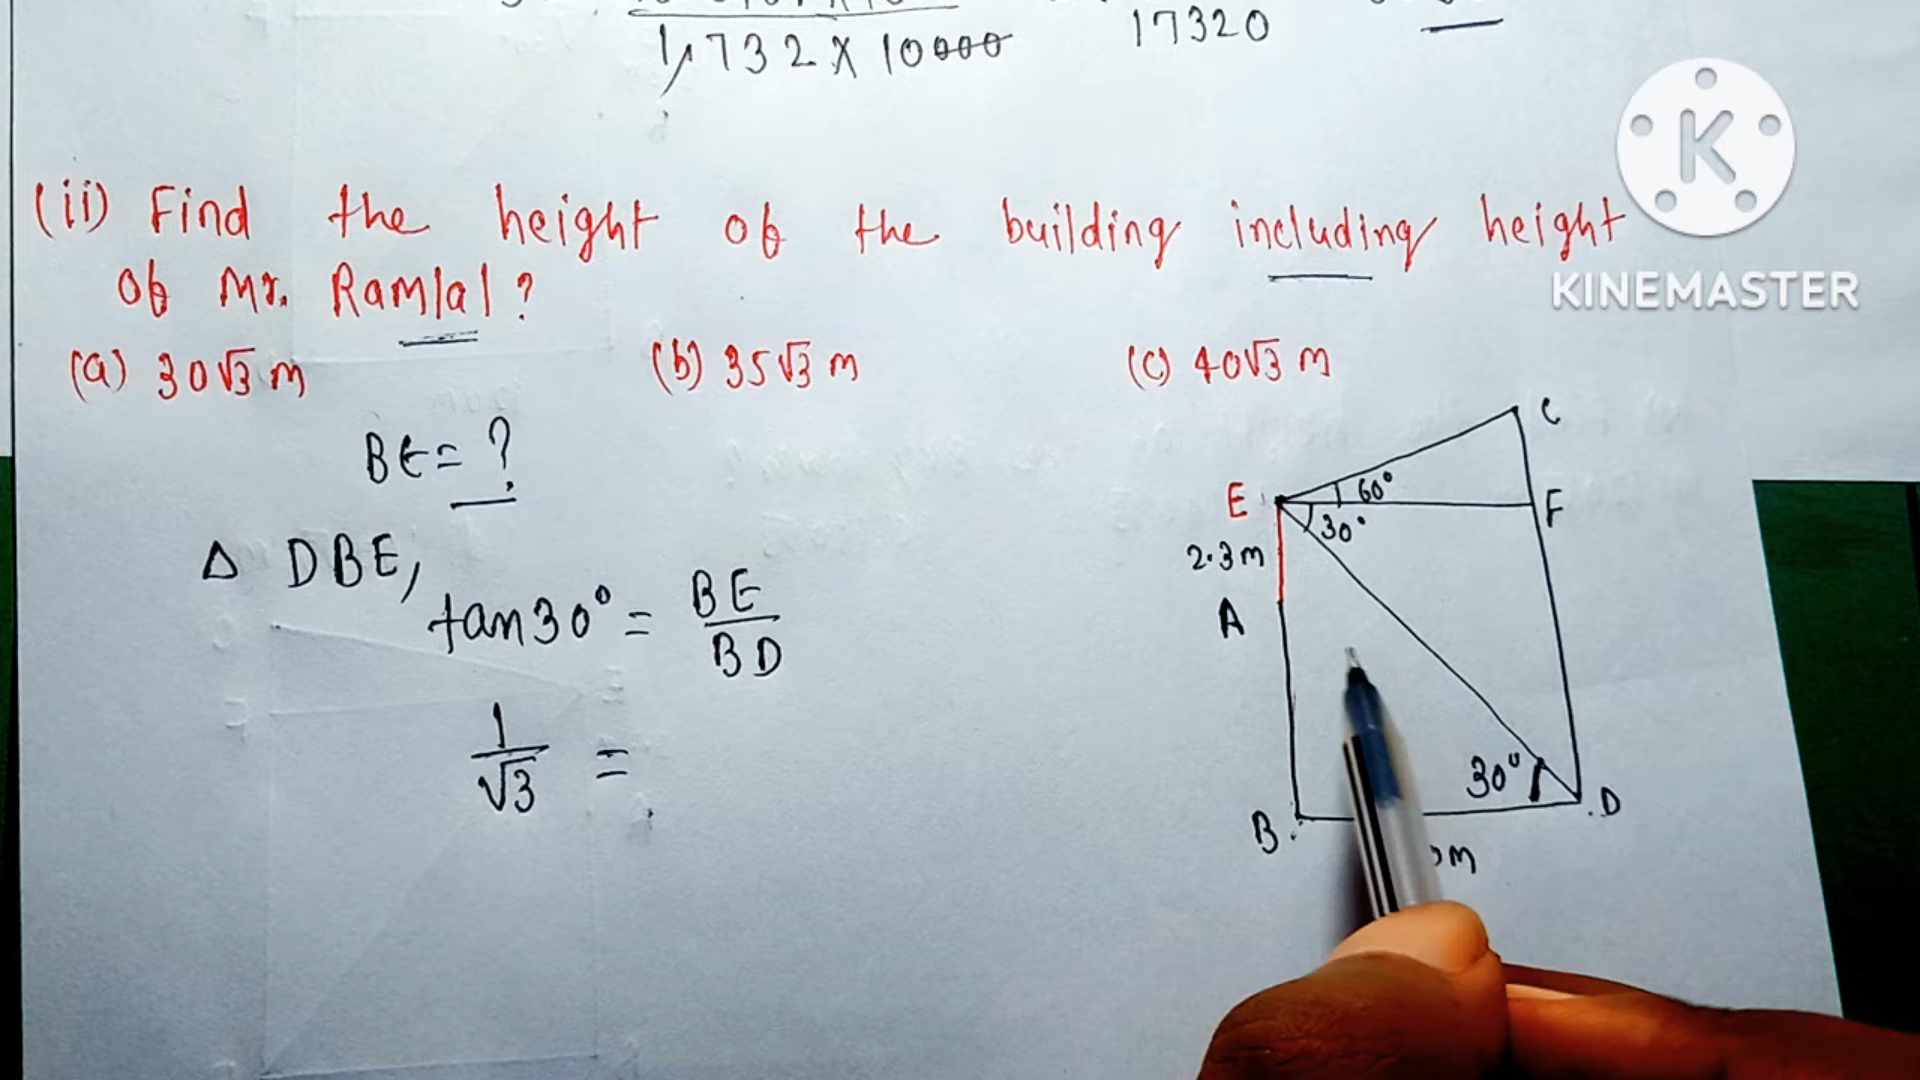 1.732 X 10000
17320
(ii) Find the height of the building including height
of Mr. Ramlal?
(a) 30√3 m
(b) 35√3 m
(c) 40√3 m
K
KINEMASTER
BE = ?
Δ DBE,
tan30° = BE/BD
1/√3 =
C
E
60°
F
30°
2.3m
A
30°
D
B
m